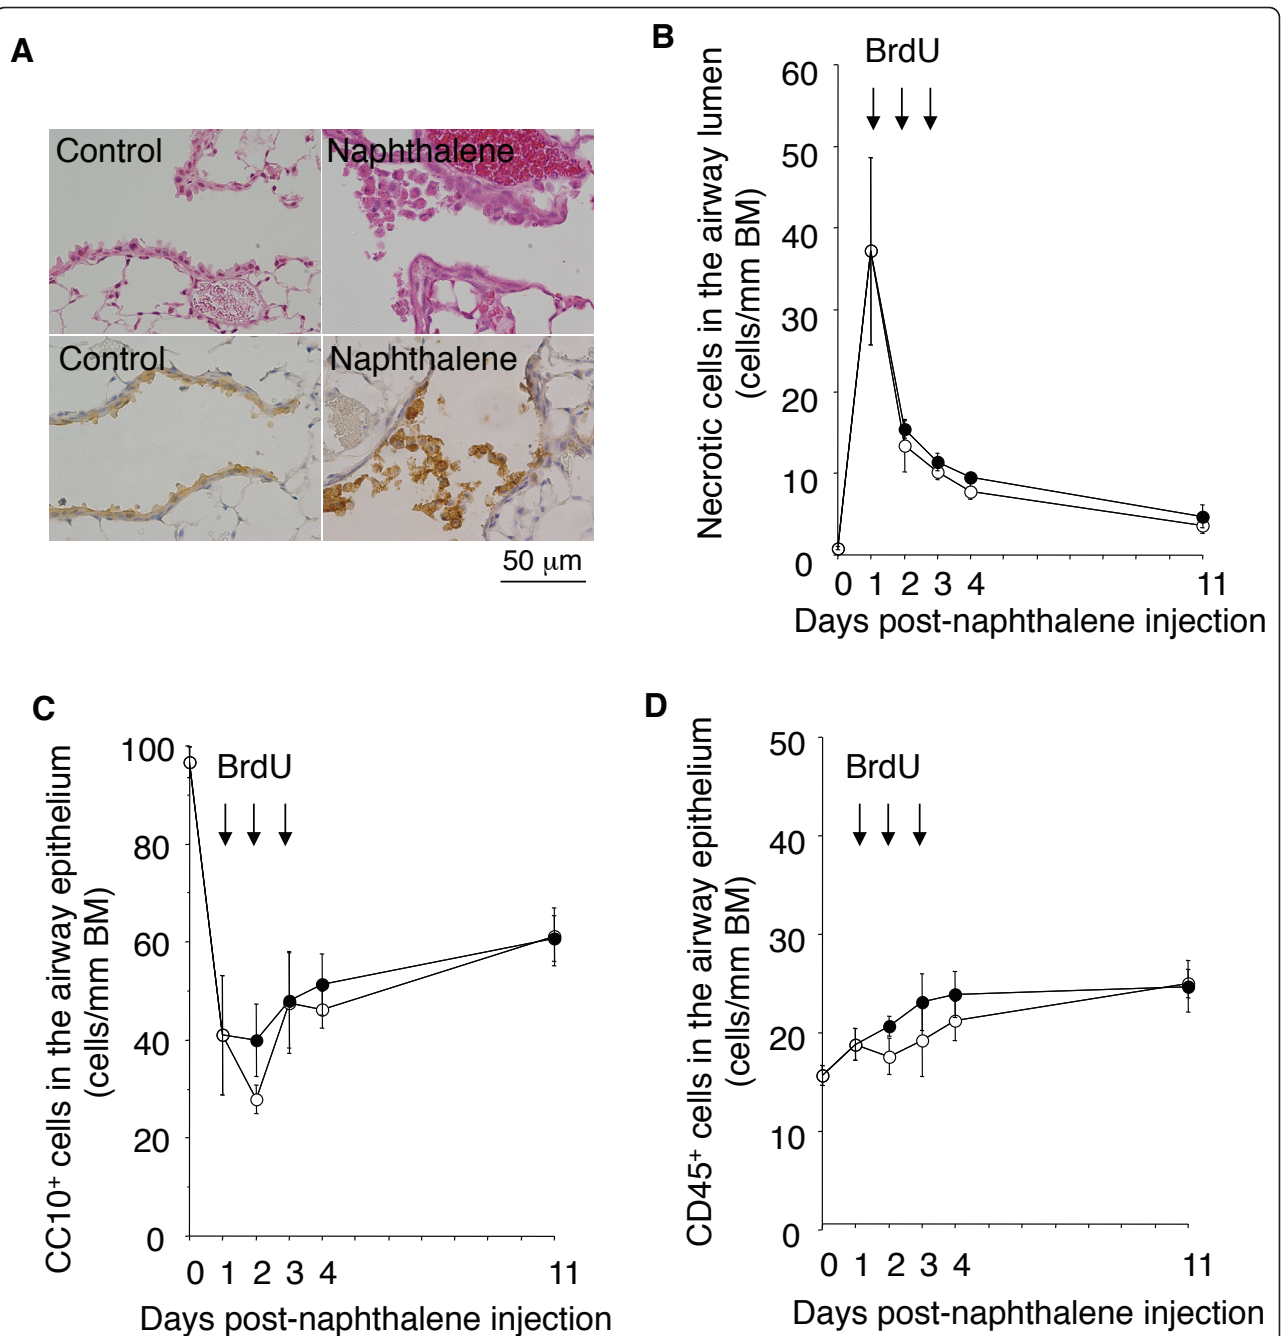 A
Control
Naphthalene
Control
Naphthalene
50 μm
B
BrdU
Necrotic cells in the airway lumen
(cells/mm BM)
60
50
40
30
20
10
0
0 1 2 3 4 11
Days post-naphthalene injection
C
BrdU
CC10+ cells in the airway epithelium
(cells/mm BM)
100
80
60
40
20
0
0 1 2 3 4 11
Days post-naphthalene injection
D
BrdU
CD45+ cells in the airway epithelium
(cells/mm BM)
50
40
30
20
10
0
0 1 2 3 4 11
Days post-naphthalene injection